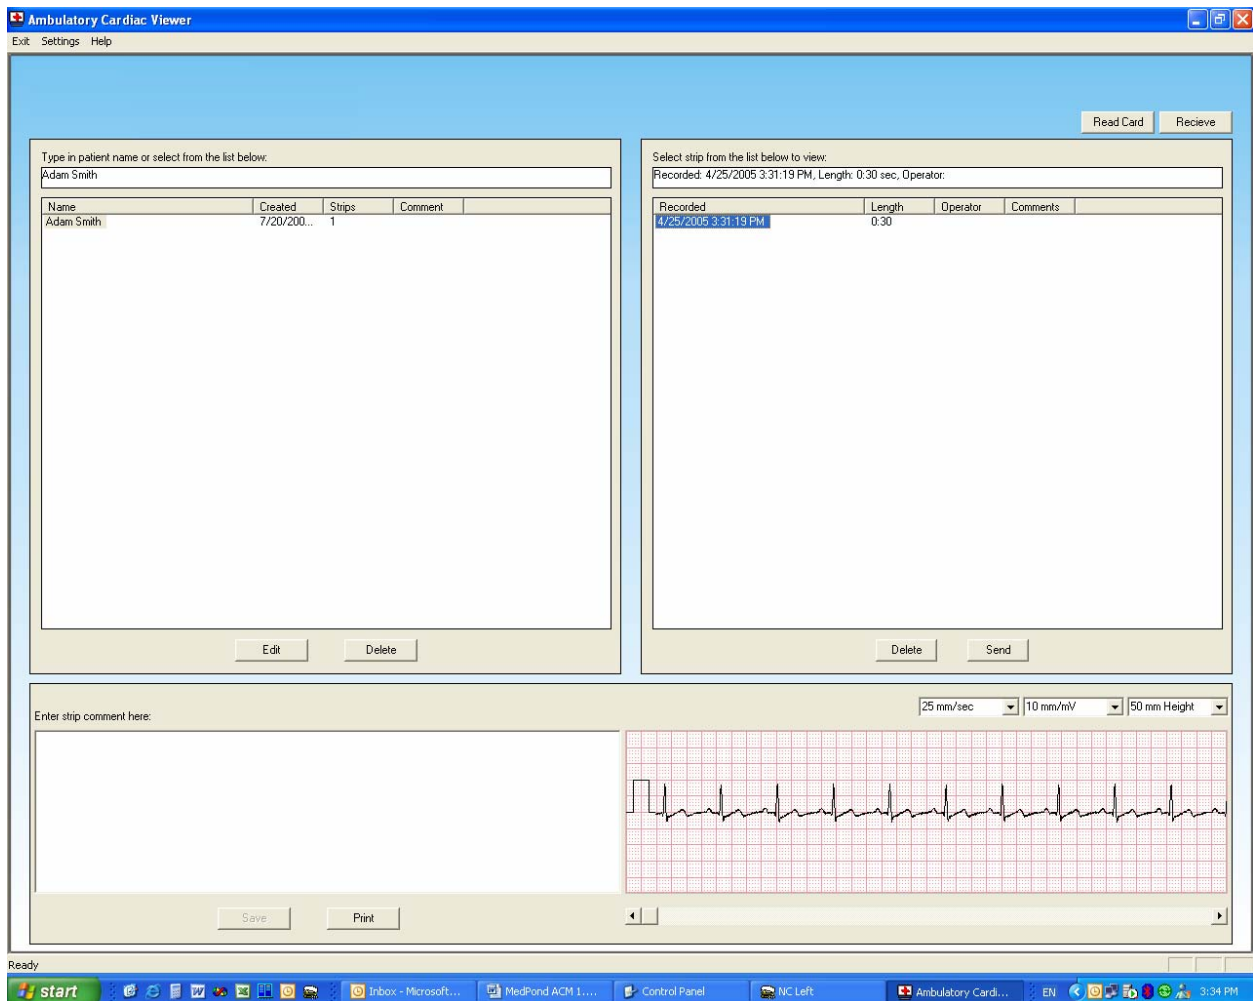 Ambulatory Cardiac Viewer
Exit Settings Help
Read Card Recieve
Type in patient name or select from the list below:
Adam Smith
Name Created Strips Comment
Adam Smith 7/20/200... 1
Edit Delete
Select strip from the list below to view:
Recorded: 4/25/2005 3:31:19 PM, Length: 0:30 sec, Operator:
Recorded Length Operator Comments
4/25/2005 3:31:19 PM 0:30
Delete Send
Enter strip comment here:
25 mm/sec 10 mm/mV 50 mm Height
Save Print
Ready
start Inbox - Microsoft... MedPond ACM 1.... Control Panel NC Left Ambulatory Cardi... EN 3:34 PM